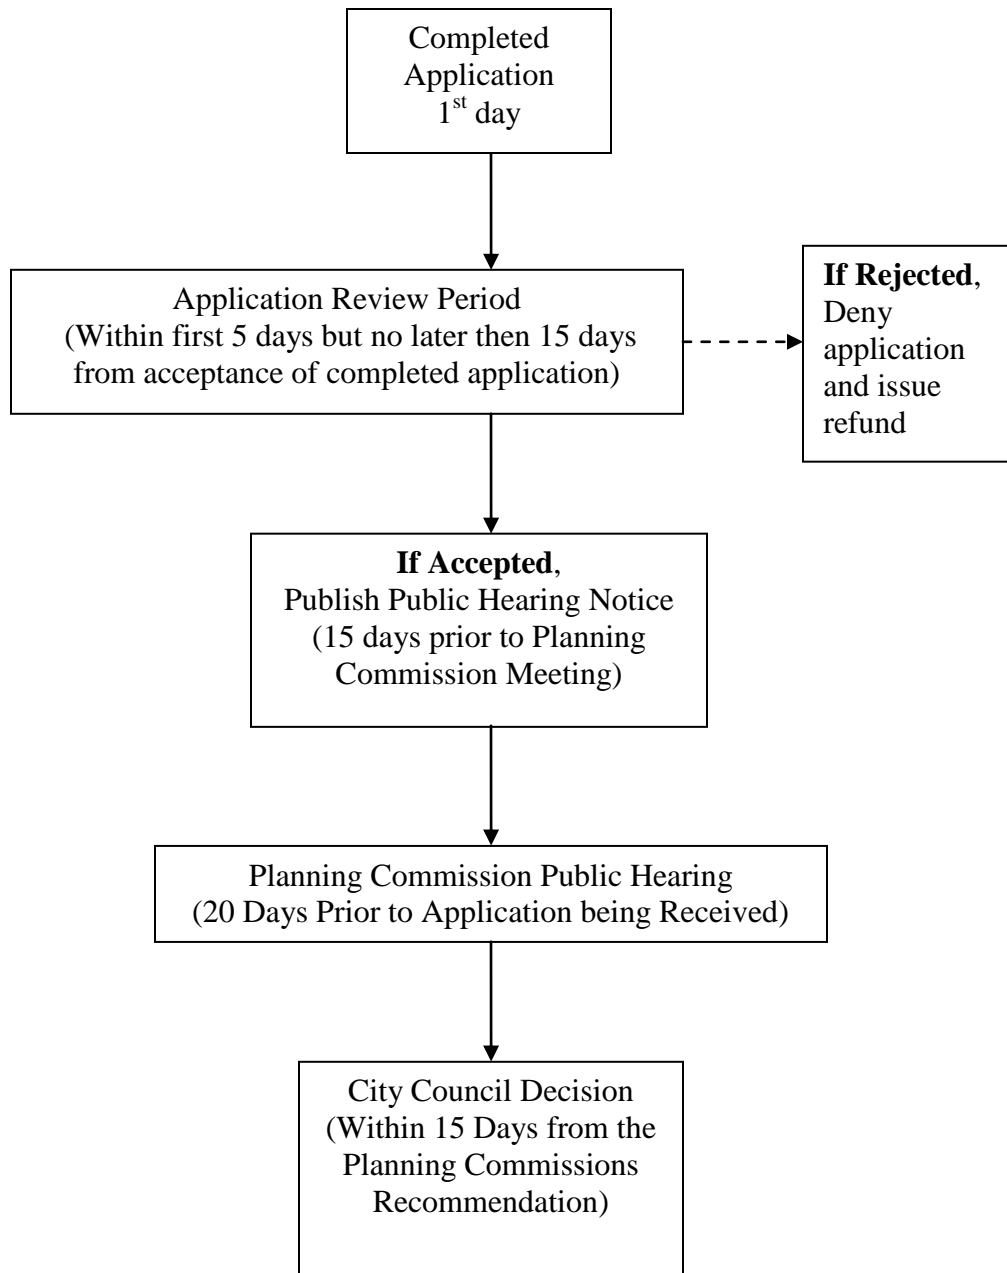 Completed
Application
1st day
Application Review Period
(Within first 5 days but no later then 15 days
from acceptance of completed application)
If Rejected,
Deny
application
and issue
refund
If Accepted,
Publish Public Hearing Notice
(15 days prior to Planning
Commission Meeting)
Planning Commission Public Hearing
(20 Days Prior to Application being Received)
City Council Decision
(Within 15 Days from the
Planning Commissions
Recommendation)